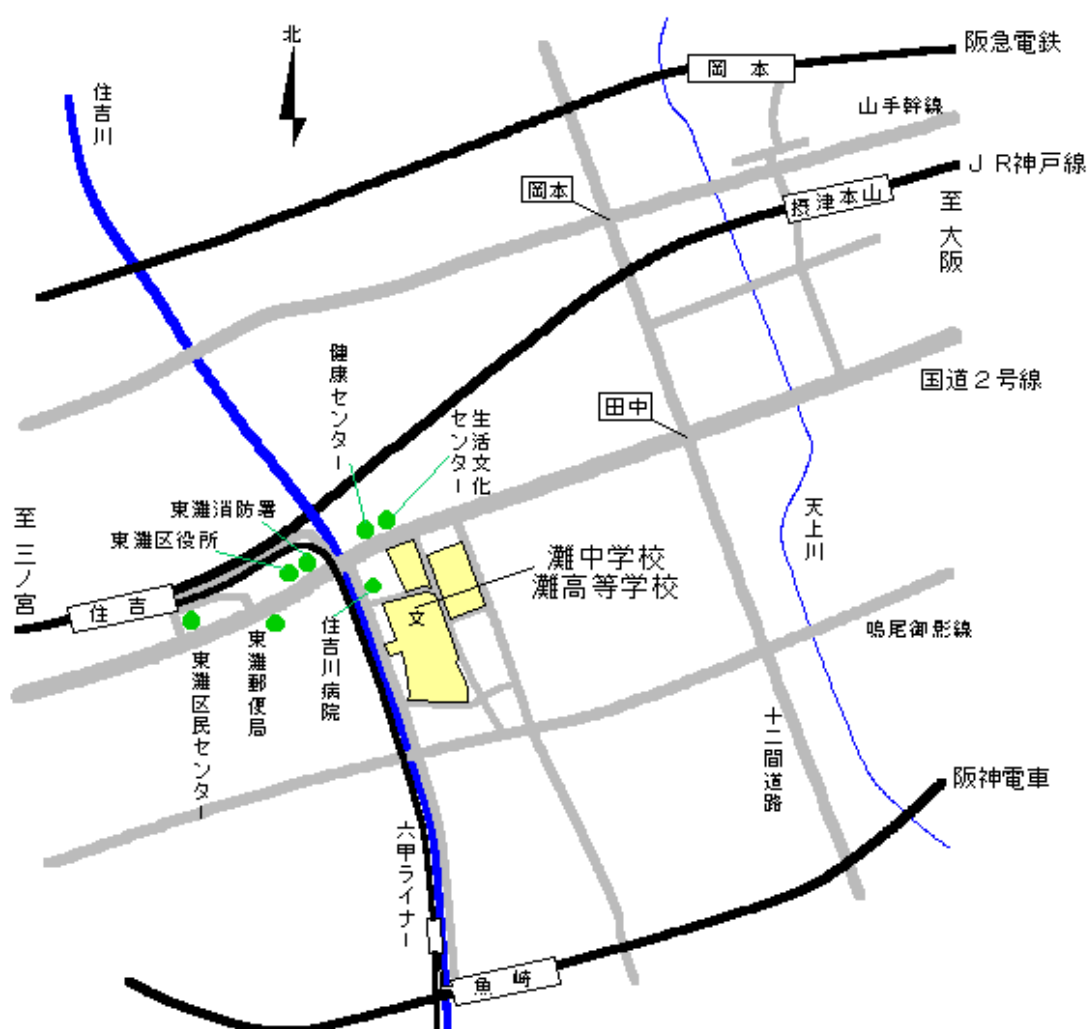 北
阪急電鉄
岡本
住吉川
山手幹線
JR神戸線
岡本
摂津本山
至大阪
健康センター
生活文化
センター
国道2号線
田中
東灘消防署
東灘区役所
天上川
至三ノ宮
灘中学校
灘高等学校
住吉
文
鳴尾御影線
住吉川病院
東灘郵便局
東灘区民センター
十二間道路
阪神電車
六甲ライナー
魚崎